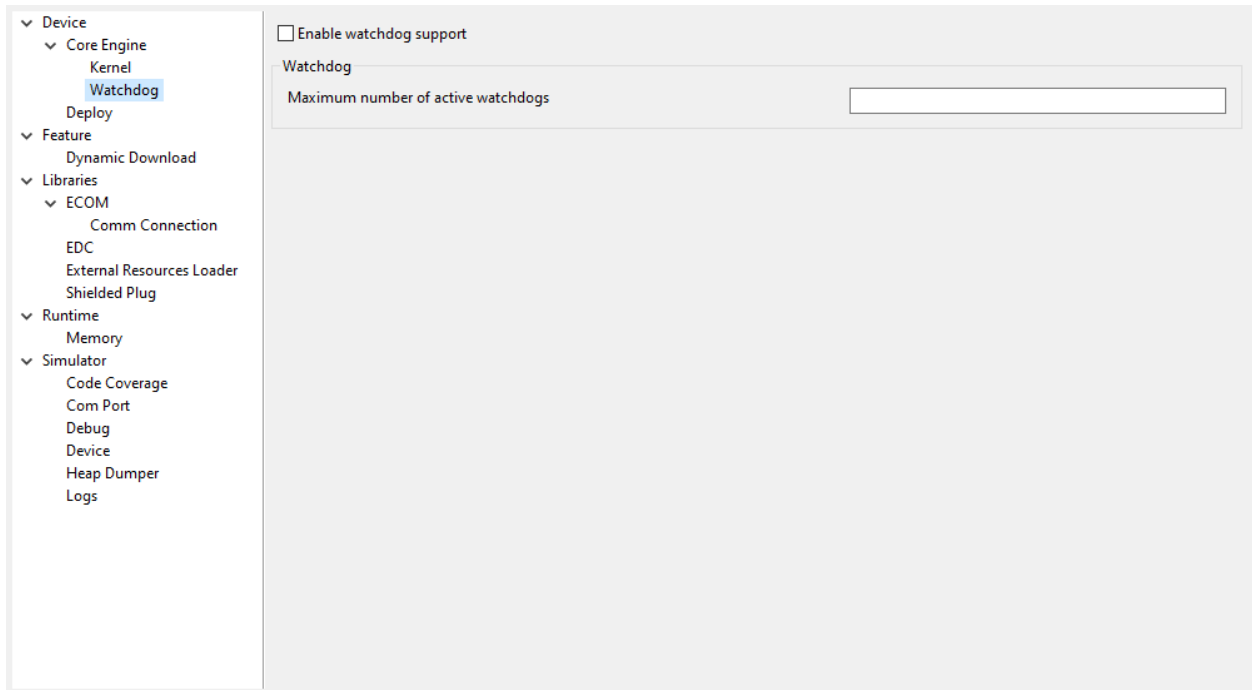 Device
Core Engine
Kernel
Watchdog
Deploy
Feature
Dynamic Download
Libraries
ECOM
Comm Connection
EDC
External Resources Loader
Shielded Plug
Runtime
Memory
Simulator
Code Coverage
Com Port
Debug
Device
Heap Dumper
Logs
Enable watchdog support
Watchdog
Maximum number of active watchdogs